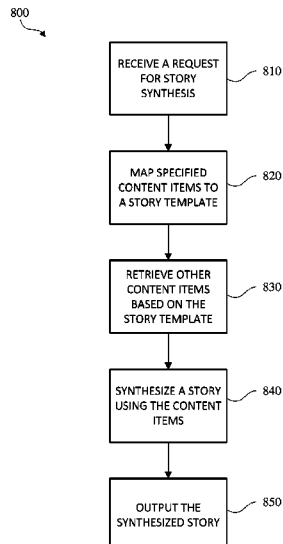 800
RECEIVE A REQUEST
FOR STORY
SYNTHESIS
810
MAP SPECIFIED
CONTENT ITEMS TO
A STORY TEMPLATE
820
RETRIEVE OTHER
CONTENT ITEMS
BASED ON THE
STORY TEMPLATE
830
SYNTHESIZE A STORY
USING THE CONTENT
ITEMS
840
OUTPUT THE
SYNTHESIZED STORY
850